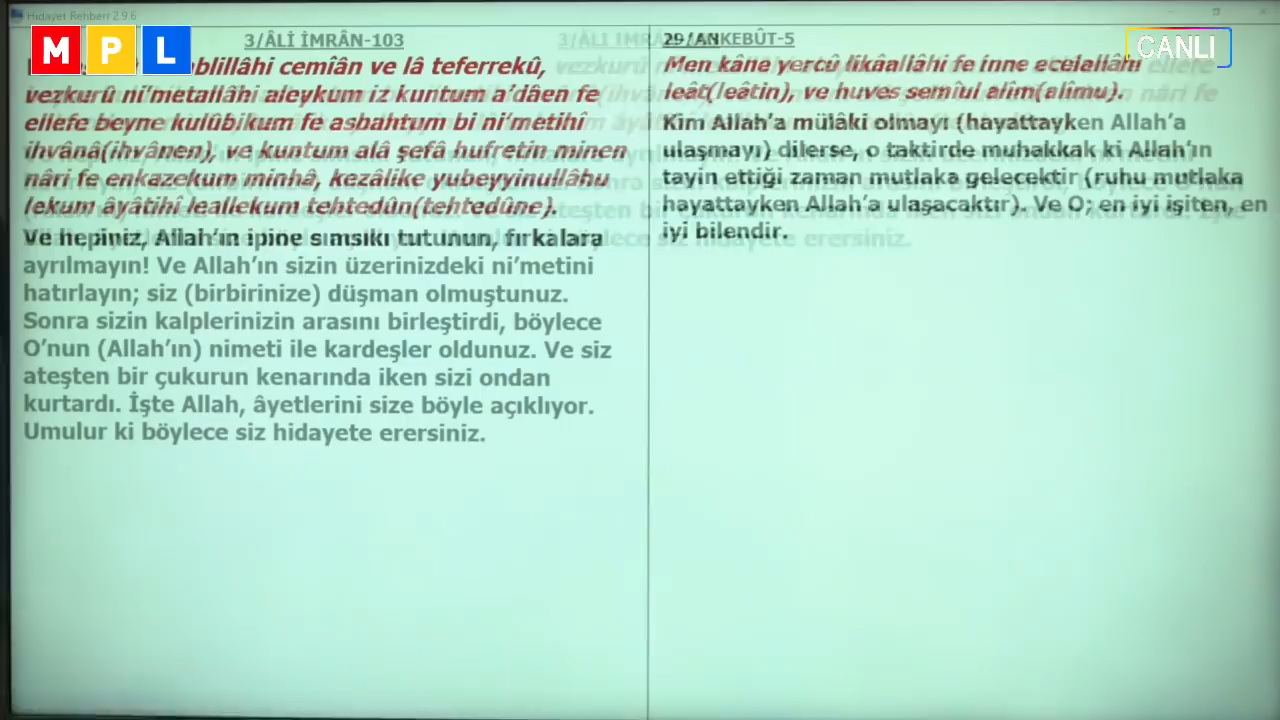 Hidayet Rehberi 2.9.6
MPL
CANLI
3/ÂLİ İMRÂN-103
ablillâhi cemîân ve lâ teferrekû,
vezkurû ni’metallâhi aleykum iz kuntum a’dâen fe
ellefe beyne kulûbikum fe asbahtum bi ni’metihî
ihvânâ(ihvânen), ve kuntum alâ şefâ hufretin minen
nâri fe enkazekum minhâ, kezâlike yubeyyinullâhu
lekum âyâtihî leallekum tehtedûn(tehtedûne).
Ve hepiniz, Allah’ın ipine sımsıkı tutunun, fırkalara
ayrılmayın! Ve Allah’ın sizin üzerinizdeki ni’metini
hatırlayın; siz (birbirinize) düşman olmuştunuz.
Sonra sizin kalplerinizin arasını birleştirdi, böylece
O’nun (Allah’ın) nimeti ile kardeşler oldunuz. Ve siz
ateşten bir çukurun kenarında iken sizi ondan
kurtardı. İşte Allah, âyetlerini size böyle açıklıyor.
Umulur ki böylece siz hidayete erersiniz.
29/ANKEBÛT-5
Men kâne yercû likâallâhi fe inne ecelallâhi
leât(leâtin), ve huves semîul alîm(alîmu).
Kim Allah’a mülâki olmayı (hayattayken Allah’a
ulaşmayı) dilerse, o taktirde muhakkak ki Allah’ın
tayin ettiği zaman mutlaka gelecektir (ruhu mutlaka
hayattayken Allah’a ulaşacaktır). Ve O; en iyi işiten, en
iyi bilendir.